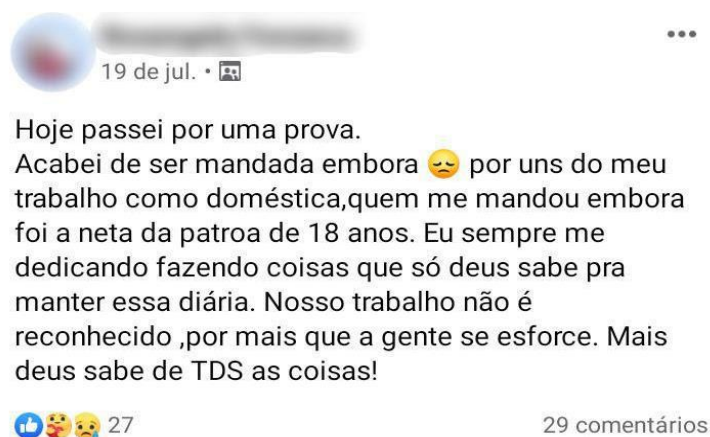 19 de jul.
Hoje passei por uma prova.
Acabei de ser mandada embora 😞 por uns do meu
trabalho como doméstica,quem me mandou embora
foi a neta da patroa de 18 anos. Eu sempre me
dedicando fazendo coisas que só deus sabe pra
manter essa diária. Nosso trabalho não é
reconhecido ,por mais que a gente se esforce. Mais
deus sabe de TDS as coisas!
27 29 comentários